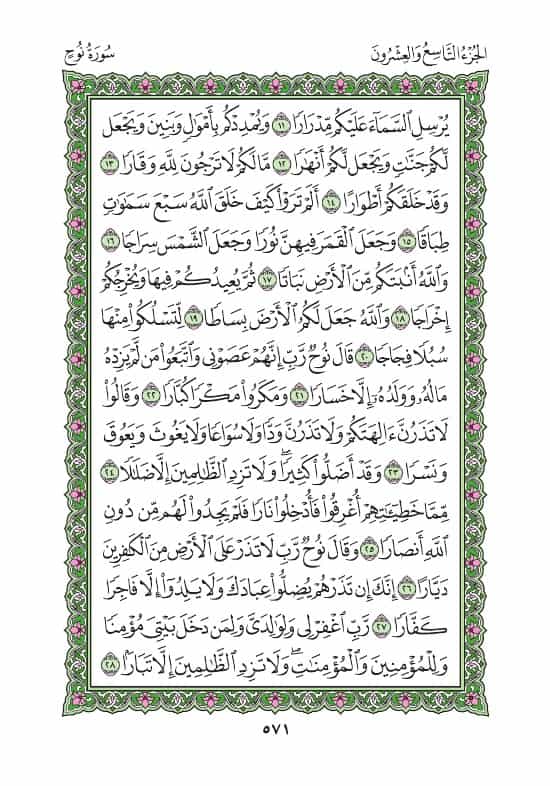 الجُزْءُ التَّاسِعُ وَالعِشْرُونَ
سُورَةُ نُوحٍ
يُرْسِلِ ٱلسَّمَآءَ عَلَيْكُم مِّدْرَارٗا ١١ وَيُمْدِدْكُم بِأَمْوَٰلٖ وَبَنِينَ وَيَجْعَل
لَّكُمْ جَنَّٰتٖ وَيَجْعَل لَّكُمْ أَنْهَٰرٗا ١٢ مَّا لَكُمْ لَا تَرْجُونَ لِلَّهِ وَقَارٗا ١٣
وَقَدْ خَلَقَكُمْ أَطْوَارًا ١٤ أَلَمْ تَرَوْاْ كَيْفَ خَلَقَ ٱللَّهُ سَبْعَ سَمَٰوَٰتٖ
طِبَاقٗا ١٥ وَجَعَلَ ٱلْقَمَرَ فِيهِنَّ نُورٗا وَجَعَلَ ٱلشَّمْسَ سِرَاجٗا ١٦
وَٱللَّهُ أَنۢبَتَكُم مِّنَ ٱلْأَرْضِ نَبَاتٗا ١٧ ثُمَّ يُعِيدُكُمْ فِيهَا وَيُخْرِجُكُمْ
إِخْرَاجٗا ١٨ وَٱللَّهُ جَعَلَ لَكُمُ ٱلْأَرْضَ بِسَاطٗا ١٩ لِّتَسْلُكُواْ مِنْهَا
سُبُلٗا فِجَاجٗا ٢٠ قَالَ نُوحٞ رَّبِّ إِنَّهُمْ عَصَوْنِي وَٱتَّبَعُواْ مَن لَّمْ يَزِدْهُ
مَالُهُۥ وَوَلَدُهُۥٓ إِلَّا خَسَارٗا ٢١ وَمَكَرُواْ مَكْرٗا كُبَّارٗا ٢٢ وَقَالُواْ
لَا تَذَرُنَّ ءَالِهَتَكُمْ وَلَا تَذَرُنَّ وَدّٗا وَلَا سُوَاعٗا وَلَا يَغُوثَ وَيَعُوقَ
وَنَسْرٗا ٢٣ وَقَدْ أَضَلُّواْ كَثِيرٗاۖ وَلَا تَزِدِ ٱلظَّٰلِمِينَ إِلَّا ضَلَٰلٗا ٢٤
مِّمَّا خَطِيٓـَٰٔتِهِمْ أُغْرِقُواْ فَأُدْخِلُواْ نَارٗا فَلَمْ يَجِدُواْ لَهُم مِّن دُونِ
ٱللَّهِ أَنصَارٗا ٢٥ وَقَالَ نُوحٞ رَّبِّ لَا تَذَرْ عَلَى ٱلْأَرْضِ مِنَ ٱلْكَٰفِرِينَ
دَيَّارًا ٢٦ إِنَّكَ إِن تَذَرْهُمْ يُضِلُّواْ عِبَادَكَ وَلَا يَلِدُوٓاْ إِلَّا فَاجِرٗا
كَفَّارٗا ٢٧ رَّبِّ ٱغْفِرْ لِي وَلِوَٰلِدَيَّ وَلِمَن دَخَلَ بَيْتِيَ مُؤْمِنٗا
وَلِلْمُؤْمِنِينَ وَٱلْمُؤْمِنَٰتِۖ وَلَا تَزِدِ ٱلظَّٰلِمِينَ إِلَّا تَبَارَۢا ٢٨
٥٧١